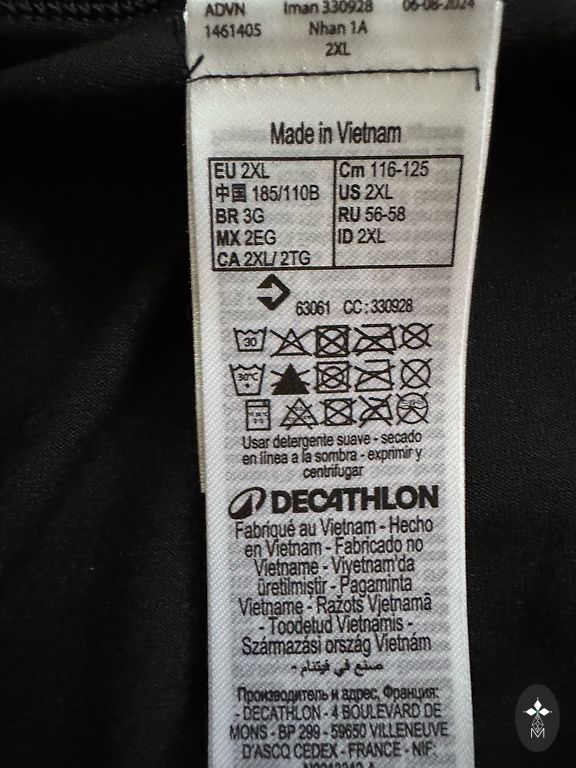 ADVN Iman 330928 06-08-2024
1461405 Nhan 1A
2XL
Made in Vietnam
EU 2XL Cm 116-125
中国 185/110B US 2XL
BR 3G RU 56-58
MX 2EG ID 2XL
CA 2XL/ 2TG
63061 CC : 330928
30
30°C
Usar detergente suave - secado
en línea a la sombra - exprimir y
centrifugar
DECATHLON
Fabriqué au Vietnam - Hecho
en Vietnam - Fabricado no
Vietname - Viyetnam'da
üretilmiştir - Pagaminta
Vietname - Ražots Vjetnamā
- Toodetud Vietnamis -
Származási ország Vietnám
صنع في فيتنام -
Производитель и адрес, Франция:
- DECATHLON - 4 BOULEVARD DE
MONS - BP 299 - 59650 VILLENEUVE
D'ASCQ CEDEX - FRANCE - NIF:
M